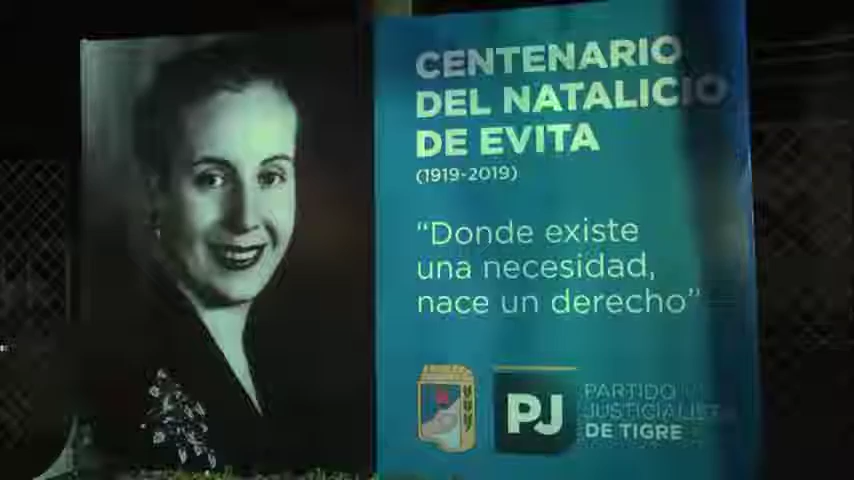 CENTENARIO
DEL NATALICIO
DE EVITA
(1919-2019)
“Donde existe
una necesidad,
nace un derecho”
PJ
PARTIDO
JUSTICIALISTA
DE TIGRE